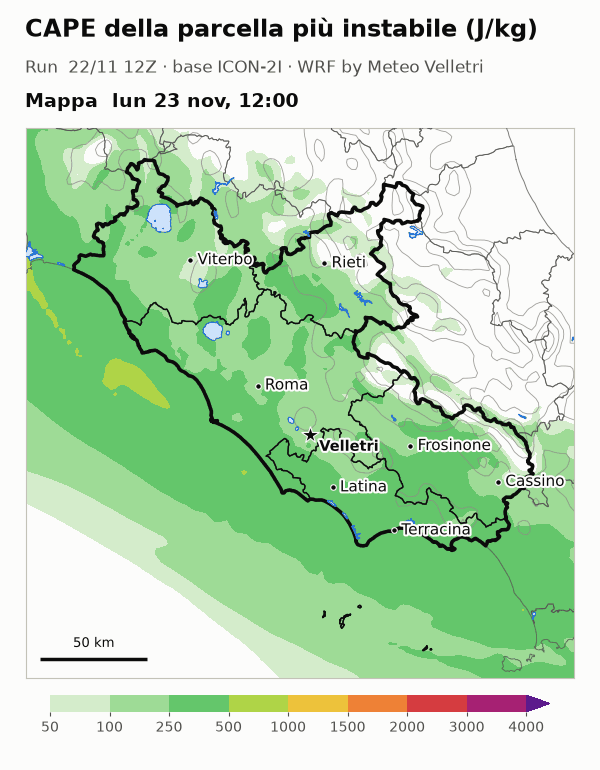 CAPE della parcella più instabile (J/kg)
Run  22/11 12Z · base ICON-2I · WRF by Meteo Velletri
Mappa  lun 23 nov, 12:00
Viterbo
Rieti
Roma
Velletri
Frosinone
Cassino
Latina
Terracina
50 km
50 100 250 500 1000 1500 2000 3000 4000